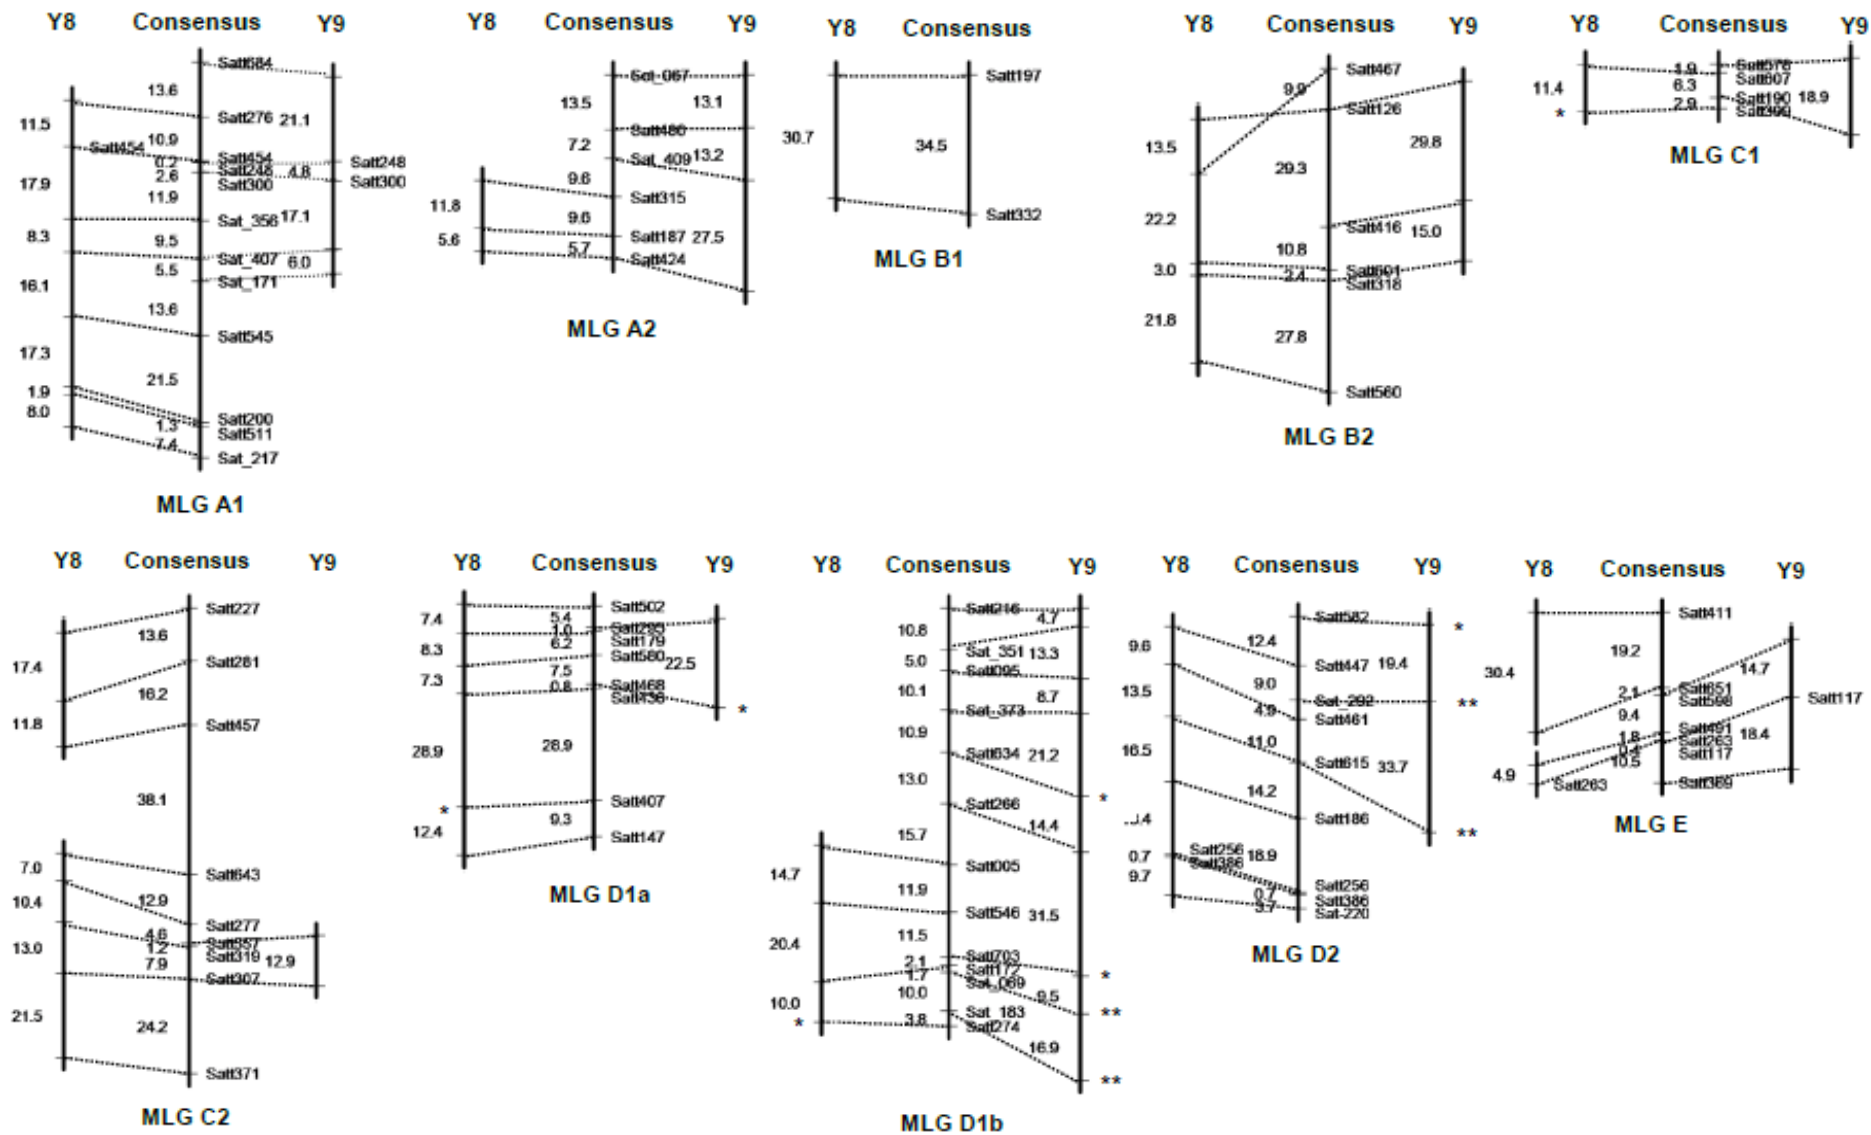 Y8 Consensus Y9
Satt684
13.6
Satt276 21.1
11.5
10.9
Satt454 Satt454
0.2 Satt248 4.8 Satt248
2.6 Satt300 Satt300
17.9
11.9
Sat_356 17.1
8.3
9.5
Sat_407 6.0
5.5
Sat_171
16.1
13.6
Satt545
17.3
21.5
1.9
Satt200
8.0
1.3 Satt511
7.4
Sat_217
MLG A1
Y8 Consensus Y9
13.5 13.1
Satt480
7.2 Sat_409 13.2
9.6
Satt315
11.8
9.6
Satt187 27.5
5.6
5.7 Satt424
MLG A2
Y8 Consensus
Satt197
30.7 34.5
Satt332
MLG B1
Y8 Consensus Y9
Satt467
9.9
Satt126
13.5
29.3 29.8
22.2
Satt416 15.0
10.8
3.0 Satt601
2.4 Satt318
21.8 27.8
Satt560
MLG B2
Y8 Consensus Y9
1.9 Satt578
11.4 Satt607
6.3 Satt190 18.9
* 2.9 Satt399
MLG C1
Y8 Consensus Y9
Satt227
13.6
17.4 Satt281
16.2
11.8 Satt457
38.1
7.0 Satt643
10.4 12.9
Satt277
4.6 Satt557
13.0 1.2 Satt319 12.9
7.9 Satt307
21.5 24.2
Satt371
MLG C2
Y8 Consensus Y9
Satt502
7.4 5.4
1.0 Satt295
6.2 Satt179
8.3 Satt580 22.5
7.3 7.5
0.8 Satt468
Satt436 *
28.9 28.9
* Satt407
12.4 9.3
Satt147
MLG D1a
Y8 Consensus Y9
Satt216 4.7
10.8
Sat_351 13.3
5.0 Satt095
10.1 8.7
Sat_373
10.9 Satt634 21.2
13.0 *
Satt266
14.4
15.7
Satt005
14.7
11.9
Satt546 31.5
20.4 11.5
Satt703
2.1 Satt172 *
1.7 Sat_069 9.5
10.0 10.0 **
Sat_183
* 3.8 Satt274
16.9
**
MLG D1b
Y8 Consensus Y9
Satt582 *
9.6 12.4
Satt447 19.4
13.5 9.0
Sat_292 **
4.9 Satt461
16.5 11.0
Satt615 33.7
14.2
Satt186 **
.4
Satt256
0.7 Satt386 18.9
9.7 Satt256
0.7 Satt386
3.7 Sat-220
MLG D2
Y8 Consensus Y9
Satt411
30.4 19.2
14.7
2.1 Satt651
Satt598 Satt117
9.4
1.8 Satt491
0.4 Satt263 18.4
4.9 10.5 Satt117
Satt263 Satt369
MLG E